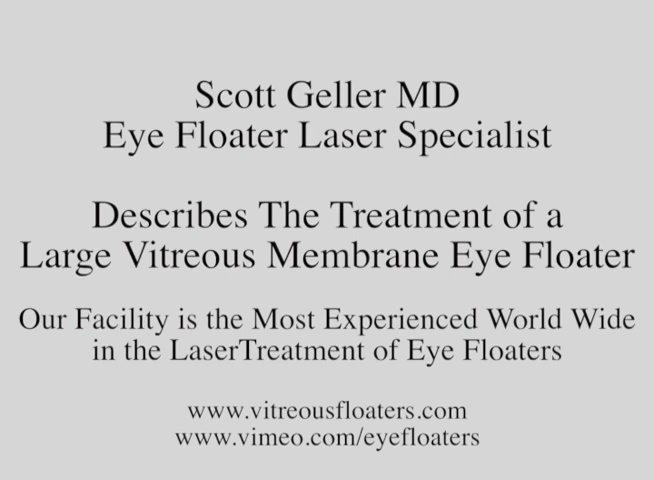 Scott Geller MD
Eye Floater Laser Specialist
Describes The Treatment of a
Large Vitreous Membrane Eye Floater
Our Facility is the Most Experienced World Wide
in the LaserTreatment of Eye Floaters
www.vitreousfloaters.com
www.vimeo.com/eyefloaters